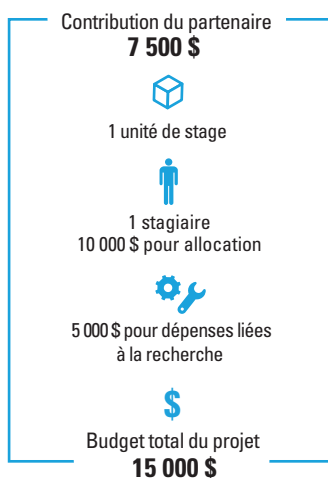 Contribution du partenaire
7 500 $
1 unité de stage
1 stagiaire
10 000 $ pour allocation
5 000 $ pour dépenses liées
à la recherche
$
Budget total du projet
15 000 $